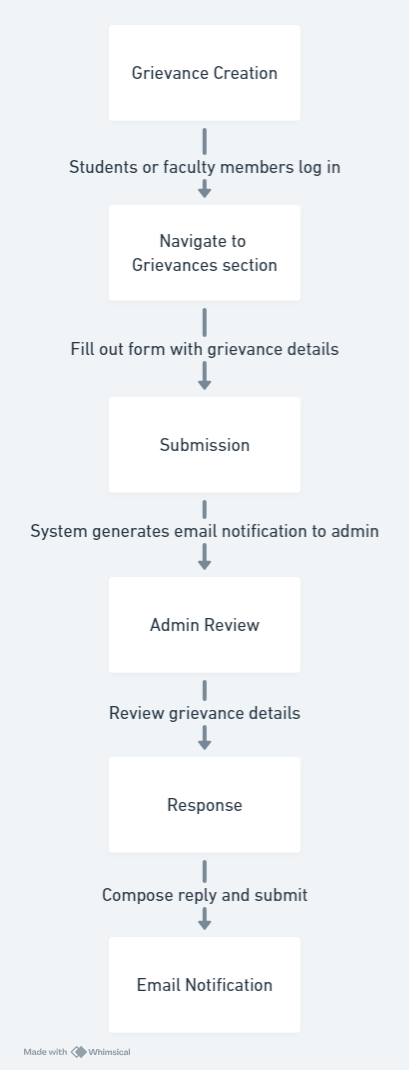 Grievance Creation
Students or faculty members log in
Navigate to
Grievances section
Fill out form with grievance details
Submission
System generates email notification to admin
Admin Review
Review grievance details
Response
Compose reply and submit
Email Notification
Made with Whimsical